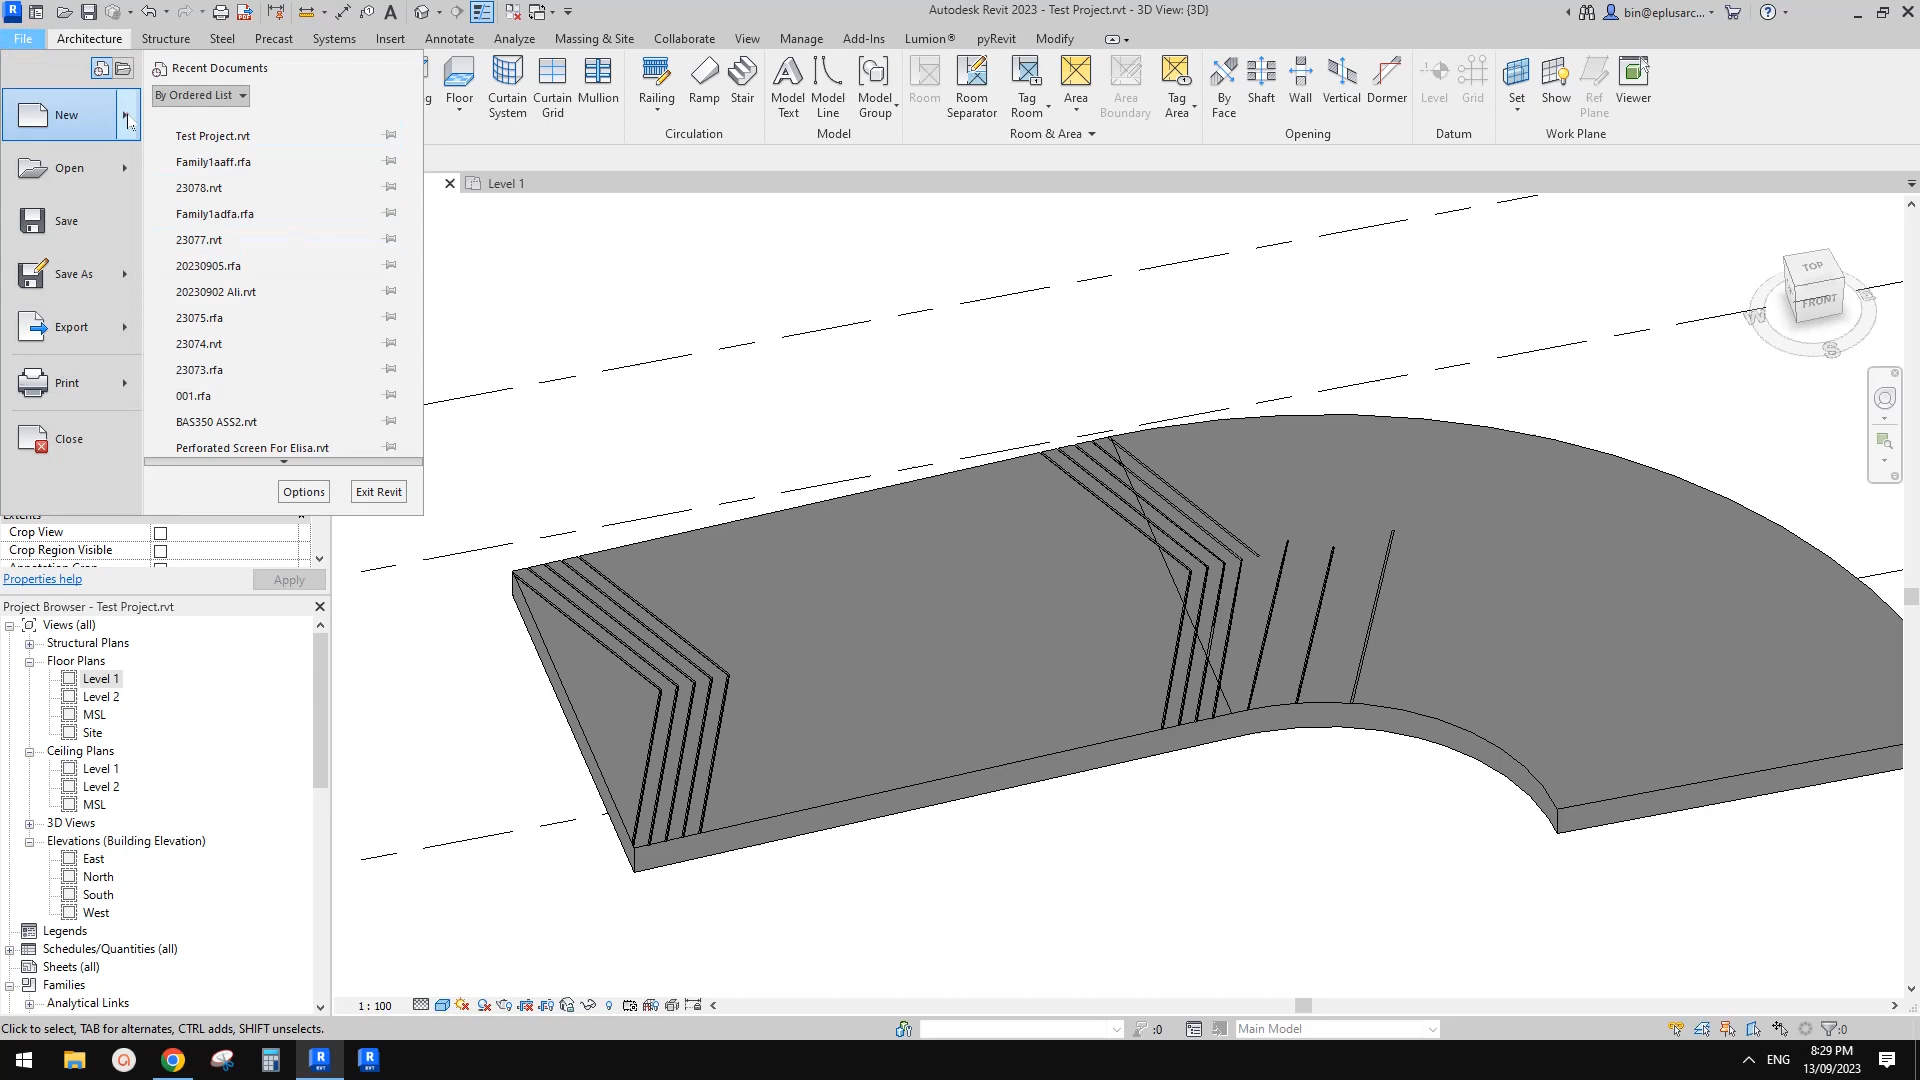 Autodesk Revit 2023 - Test Project.rvt - 3D View: {3D}
bin@eplusarc...
File Architecture Structure Steel Precast Systems Insert Annotate Analyze Massing & Site Collaborate View Manage Add-Ins Lumion® pyRevit Modify
Floor
Curtain System
Curtain Grid
Mullion
Railing
Ramp
Stair
Model Text
Model Line
Model Group
Room
Room Separator
Tag Room
Area
Area Boundary
Tag Area
By Face
Shaft
Wall
Vertical
Dormer
Level
Grid
Set
Show
Ref Plane
Viewer
Circulation
Model
Room & Area
Opening
Datum
Work Plane
New
Open
Save
Save As
Export
Print
Close
Recent Documents
By Ordered List
Test Project.rvt
Family1aaff.rfa
23078.rvt
Family1adfa.rfa
23077.rvt
20230905.rfa
20230902 Ali.rvt
23075.rfa
23074.rvt
23073.rfa
001.rfa
BAS350 ASS2.rvt
Perforated Screen For Elisa.rvt
Options
Exit Revit
Level 1
TOP
FRONT
W
S
E
Extents
Crop View
Crop Region Visible
Annotation Crop
Properties help
Apply
Project Browser - Test Project.rvt
Views (all)
Structural Plans
Floor Plans
Level 1
Level 2
MSL
Site
Ceiling Plans
Level 1
Level 2
MSL
3D Views
Elevations (Building Elevation)
East
North
South
West
Legends
Schedules/Quantities (all)
Sheets (all)
Families
Analytical Links
1 : 100
Click to select, TAB for alternates, CTRL adds, SHIFT unselects.
:0
Main Model
:0
ENG
8:29 PM
13/09/2023